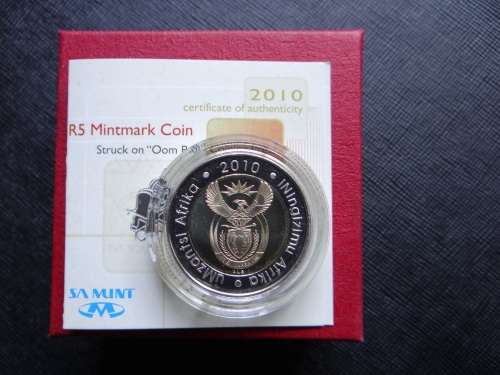 2010
certificate of authenticity
R5 Mintmark Coin
Struck on "Oom P
uMzantsi Afrika • 2010 • iNingizimu Afrika •
SA MINT